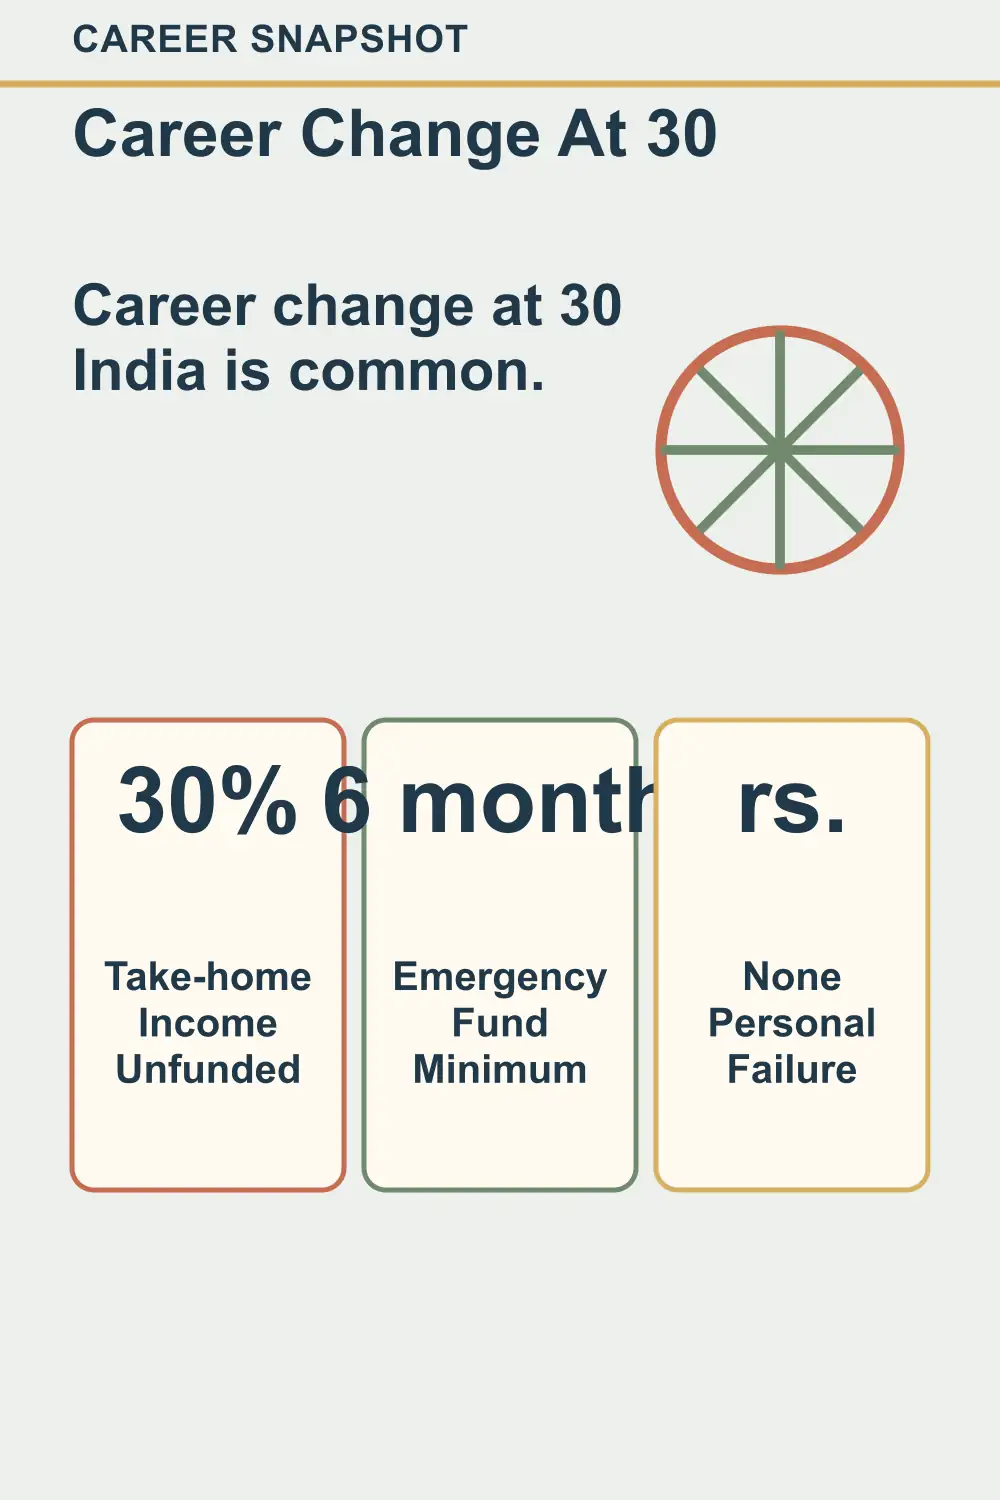 CAREER SNAPSHOT
Career Change At 30
Career change at 30
India is common.
30%
Take-home
Income
Unfunded
6 month
Emergency
Fund
Minimum
rs.
None
Personal
Failure